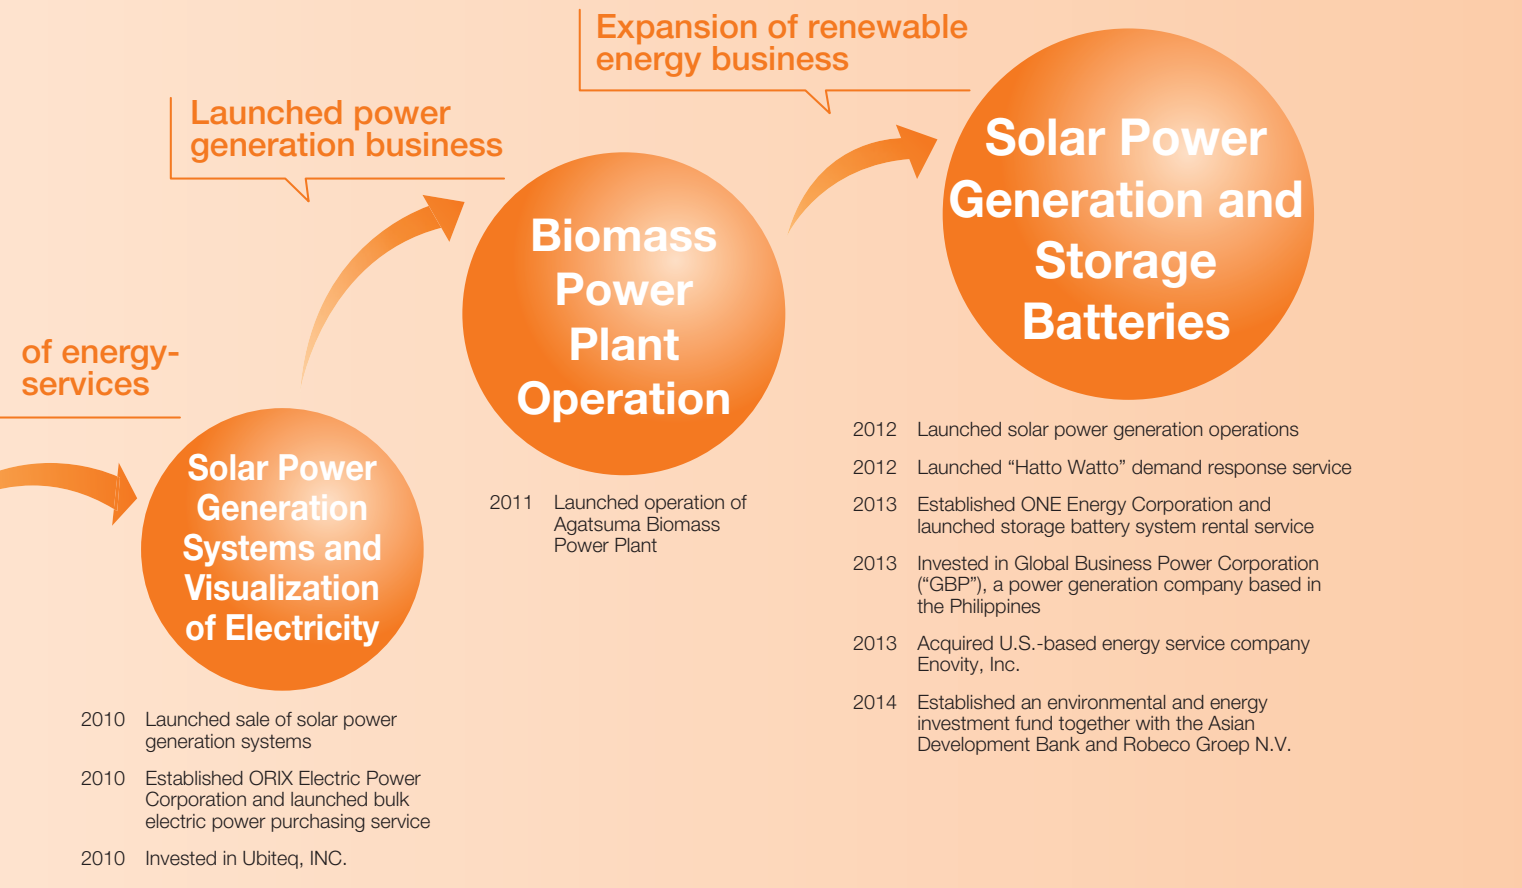 of energy-
services
Solar Power
Generation
Systems and
Visualization
of Electricity
2010 Launched sale of solar power
generation systems
2010 Established ORIX Electric Power
Corporation and launched bulk
electric power purchasing service
2010 Invested in Ubiteq, INC.
Launched power
generation business
Biomass
Power
Plant
Operation
2011 Launched operation of
Agatsuma Biomass
Power Plant
Expansion of renewable
energy business
Solar Power
Generation and
Storage
Batteries
2012 Launched solar power generation operations
2012 Launched “Hatto Watto” demand response service
2013 Established ONE Energy Corporation and
launched storage battery system rental service
2013 Invested in Global Business Power Corporation
(“GBP”), a power generation company based in
the Philippines
2013 Acquired U.S.-based energy service company
Enovity, Inc.
2014 Established an environmental and energy
investment fund together with the Asian
Development Bank and Robeco Groep N.V.